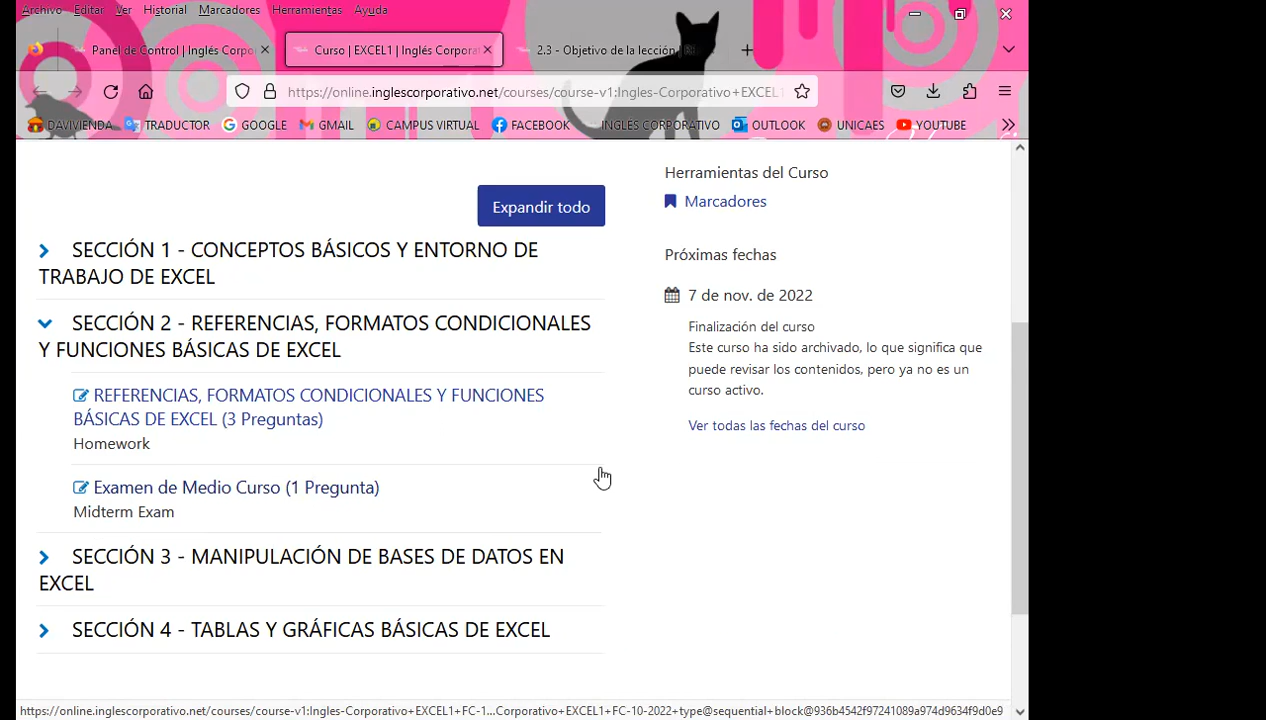 Archivo Editar Ver Historial Marcadores Herramientas Ayuda
Panel de Control | Inglés Corpo
Curso | EXCEL1 | Inglés Corpora
2.3 - Objetivo de la lección |
https://online.inglescorporativo.net/courses/course-v1:Ingles-Corporativo+EXCEL1
DAVIVIENDA TRADUCTOR GOOGLE GMAIL CAMPUS VIRTUAL FACEBOOK INGLES CORPORATIVO OUTLOOK UNICAES YOUTUBE
Expandir todo
SECCIÓN 1 - CONCEPTOS BÁSICOS Y ENTORNO DE
TRABAJO DE EXCEL
SECCIÓN 2 - REFERENCIAS, FORMATOS CONDICIONALES
Y FUNCIONES BÁSICAS DE EXCEL
REFERENCIAS, FORMATOS CONDICIONALES Y FUNCIONES
BÁSICAS DE EXCEL (3 Preguntas)
Homework
Examen de Medio Curso (1 Pregunta)
Midterm Exam
SECCIÓN 3 - MANIPULACIÓN DE BASES DE DATOS EN
EXCEL
SECCIÓN 4 - TABLAS Y GRÁFICAS BÁSICAS DE EXCEL
Herramientas del Curso
Marcadores
Próximas fechas
7 de nov. de 2022
Finalización del curso
Este curso ha sido archivado, lo que significa que
puede revisar los contenidos, pero ya no es un
curso activo.
Ver todas las fechas del curso
https://online.inglescorporativo.net/courses/course-v1:Ingles-Corporativo+EXCEL1+FC-1...Corporativo+EXCEL1+FC-10-2022+type@sequential+block@936b4542f97241089a974d9634f9d0e9